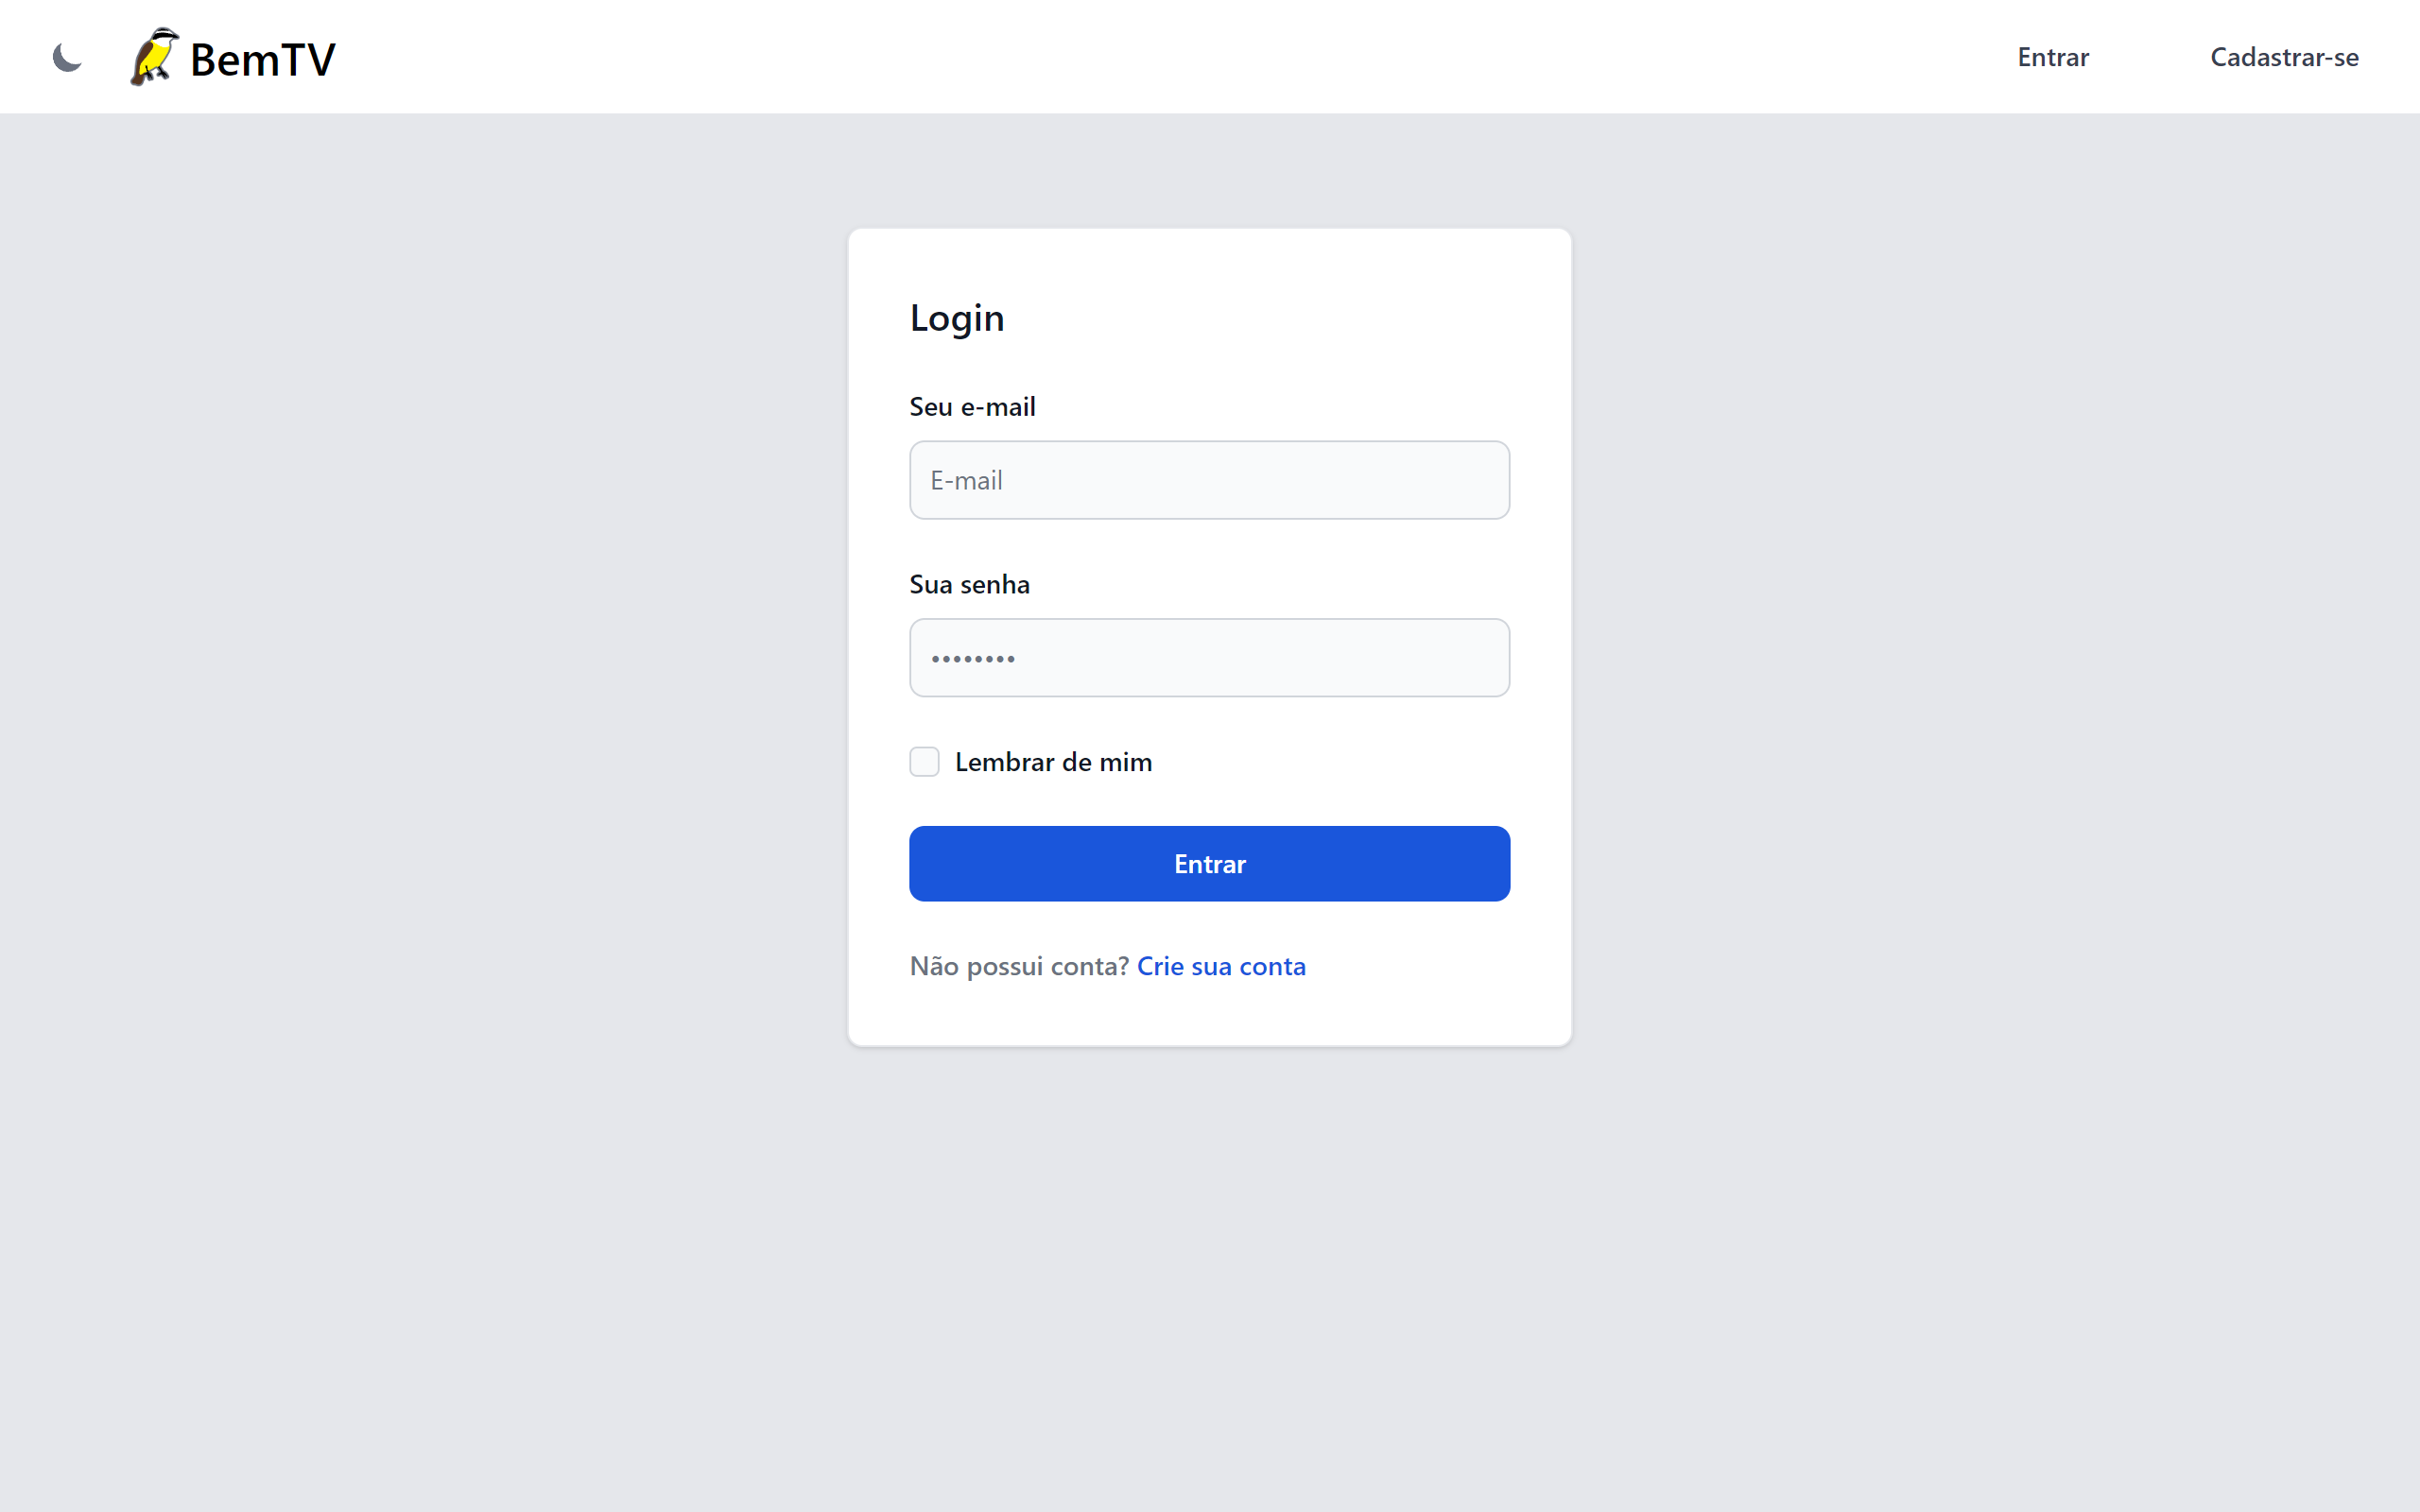 BemTV
Entrar
Cadastrar-se
Login
Seu e-mail
E-mail
Sua senha
••••••••
Lembrar de mim
Entrar
Não possui conta? Crie sua conta